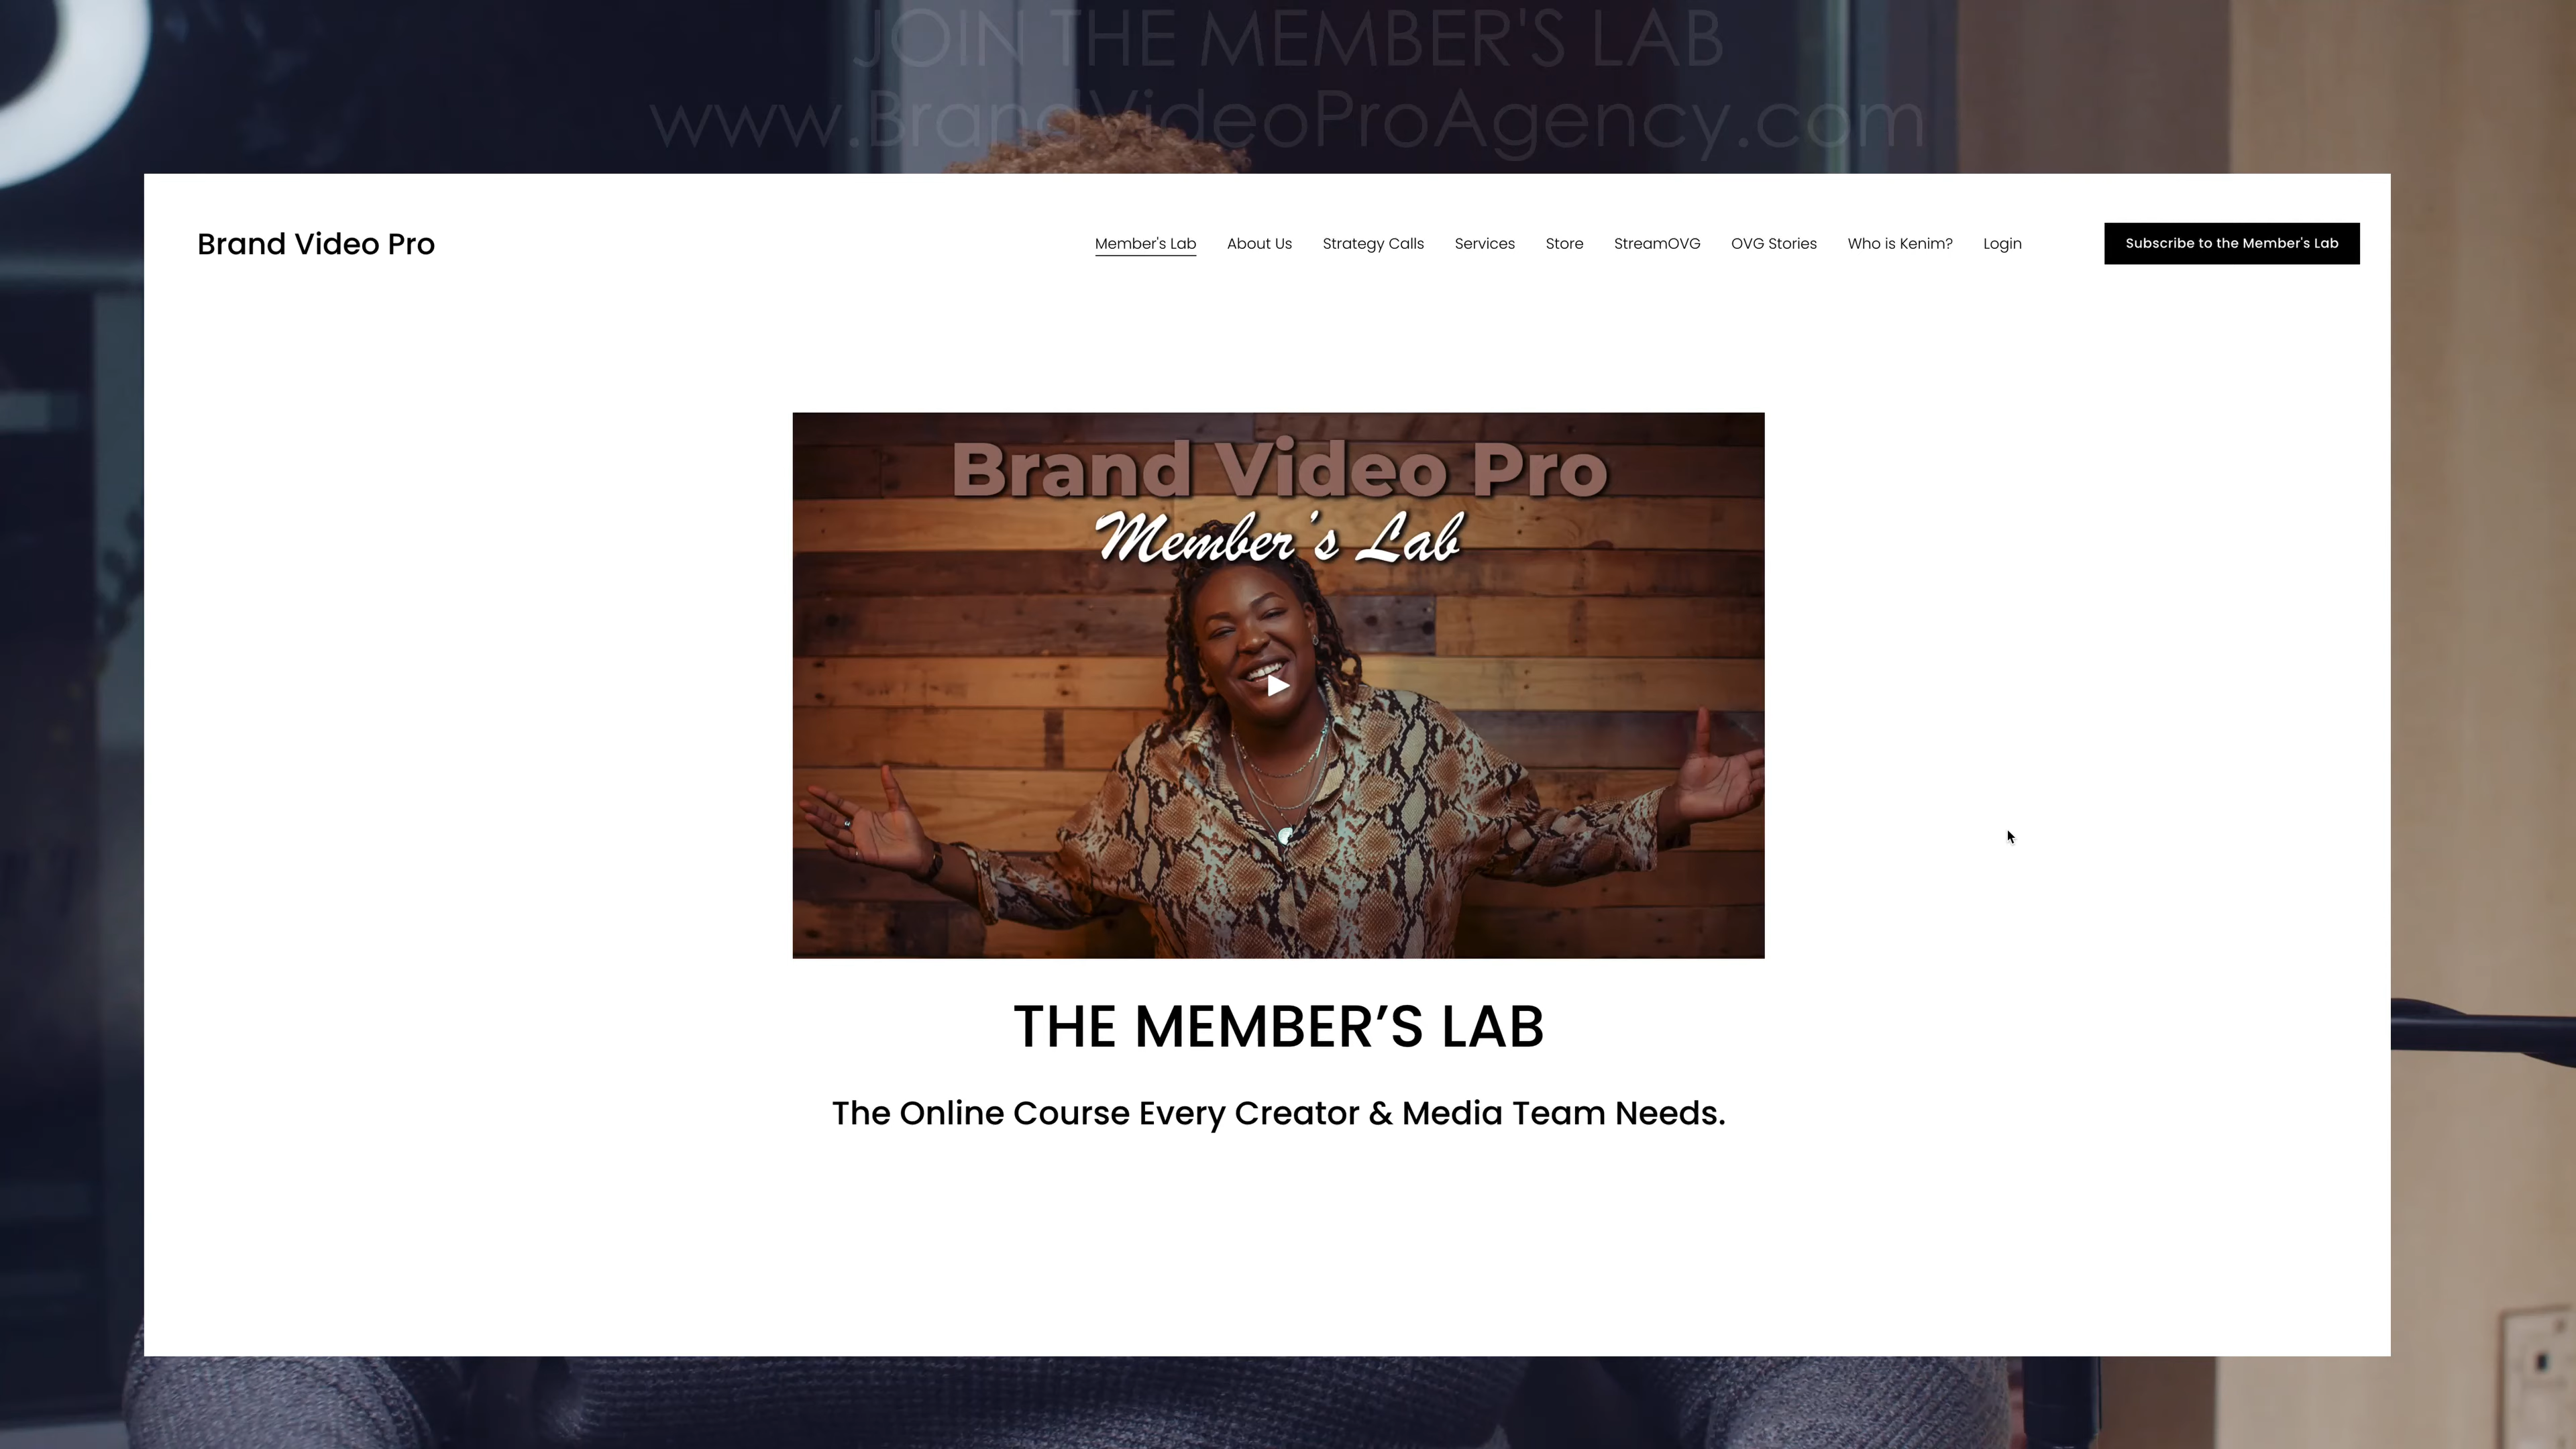 JOIN THE MEMBER'S LAB
www.BrandVideoProAgency.com
Brand Video Pro
Member's Lab About Us Strategy Calls Services Store StreamOVG OVG Stories Who is Kenim? Login Subscribe to the Member's Lab
Brand Video Pro
Member's Lab
THE MEMBER’S LAB
The Online Course Every Creator & Media Team Needs.